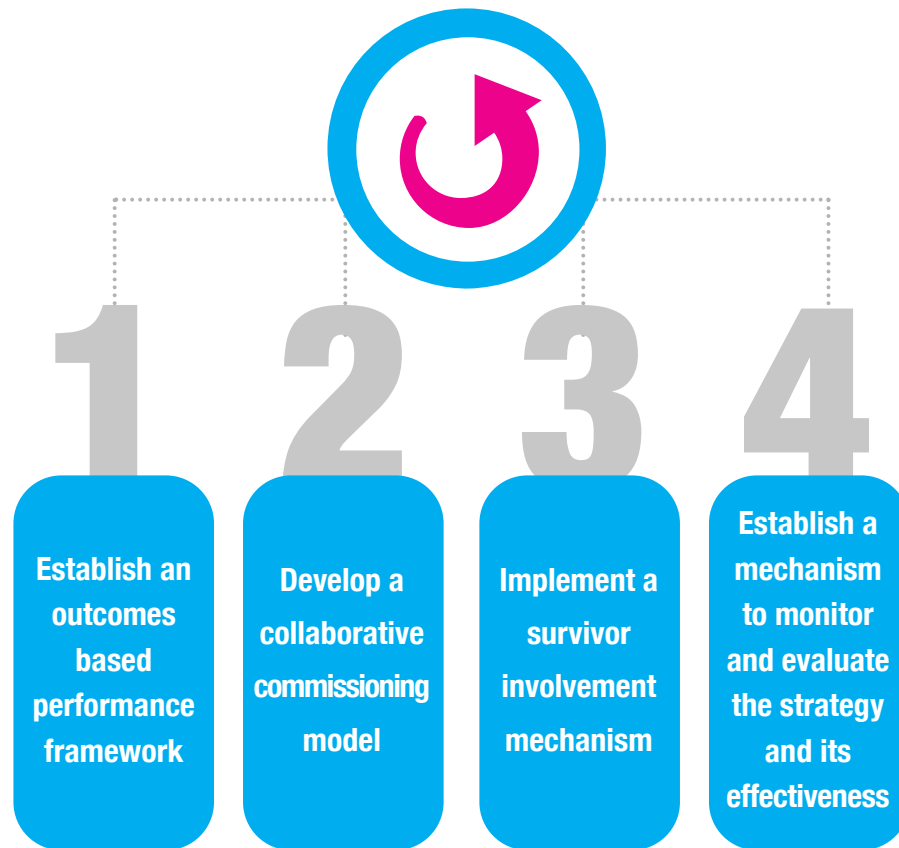 1
Establish an
outcomes
based
performance
framework
2
Develop a
collaborative
commissioning
model
3
Implement a
survivor
involvement
mechanism
4
Establish a
mechanism
to monitor
and evaluate
the strategy
and its
effectiveness